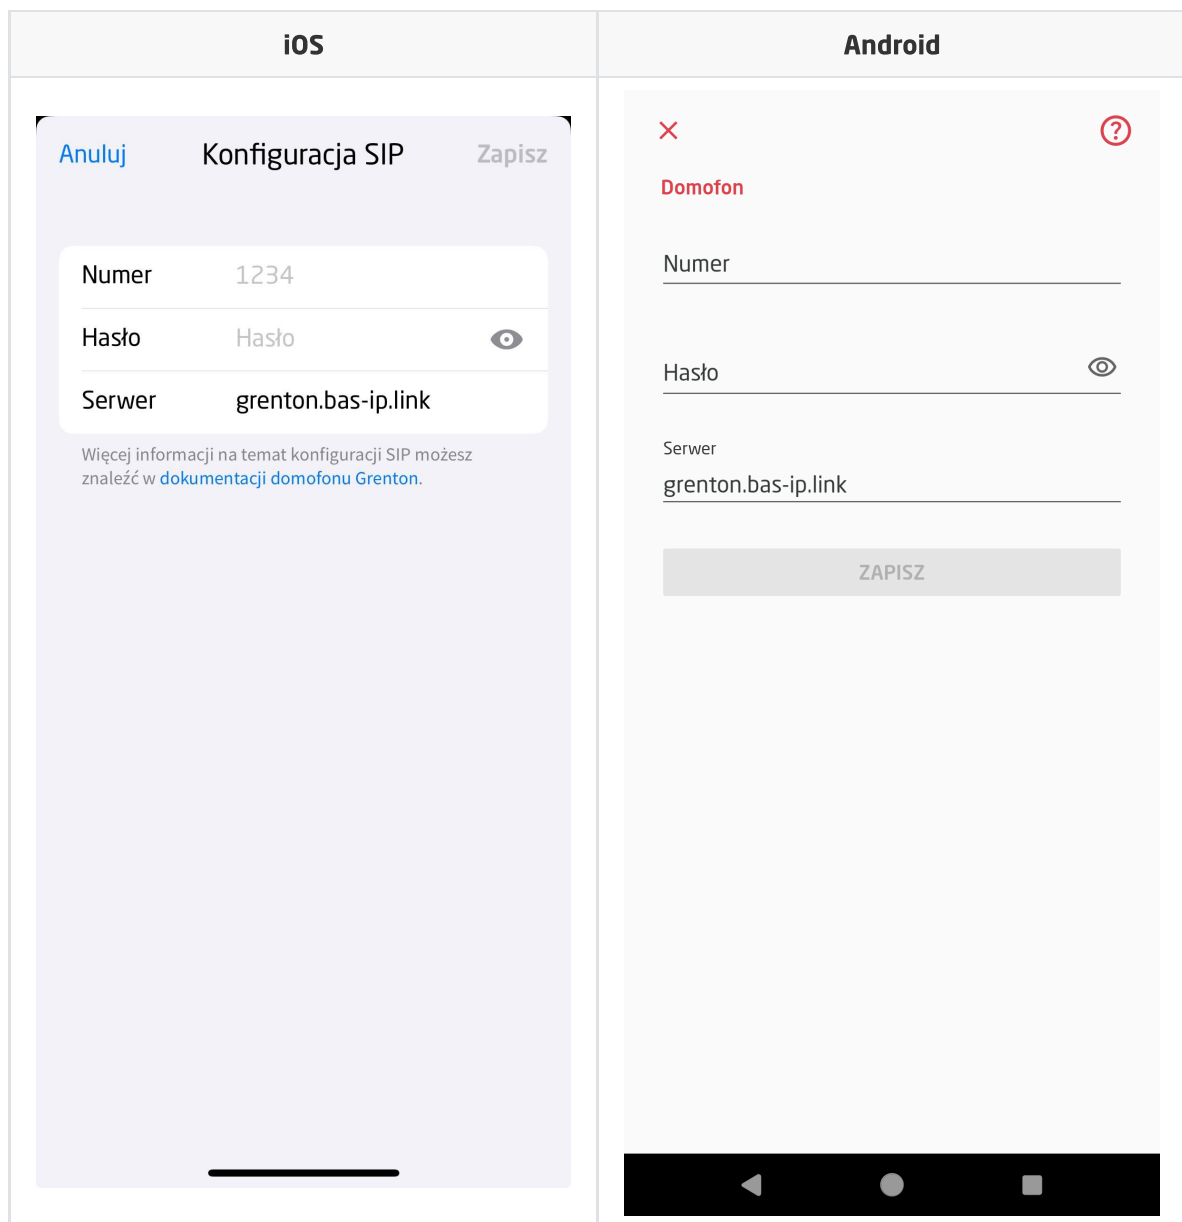 iOS
Android
Anuluj
Konfiguracja SIP
Zapisz
Numer
1234
Hasło
Hasło
Serwer
grenton.bas-ip.link
Więcej informacji na temat konfiguracji SIP możesz
znaleźć w dokumentacji domofonu Grenton.
Domofon
Numer
Hasło
Serwer
grenton.bas-ip.link
ZAPISZ